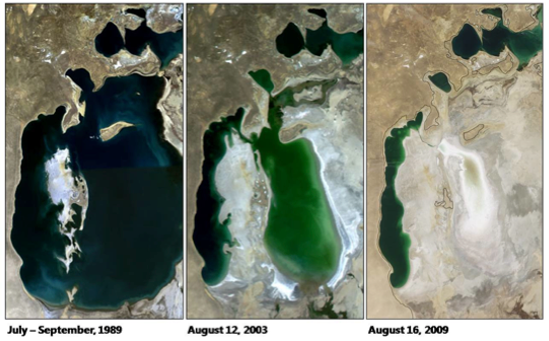 July – September, 1989
August 12, 2003
August 16, 2009